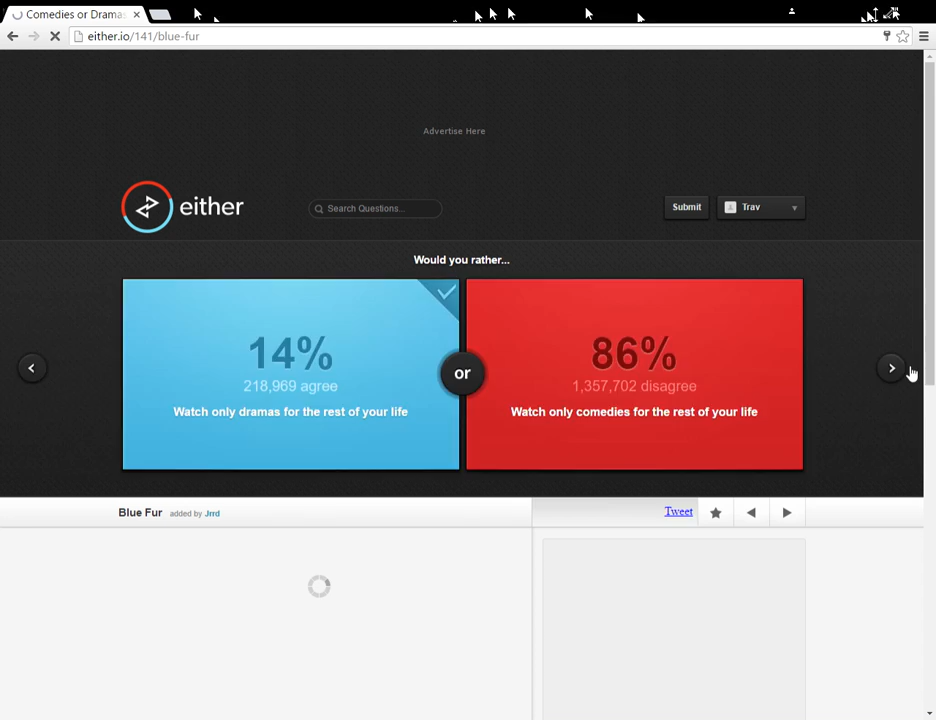 Comedies or Drama
either.io/141/blue-fur
Advertise Here
either
Search Questions...
Submit
Trav
Would you rather...
14%
218,969 agree
Watch only dramas for the rest of your life
or
86%
1,357,702 disagree
Watch only comedies for the rest of your life
Blue Fur added by Jrrd
Tweet